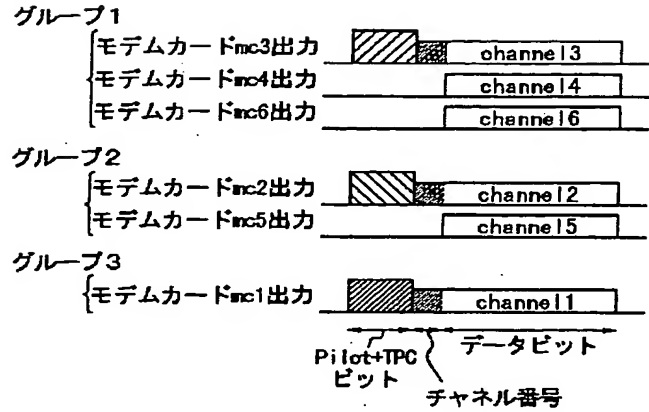 グループ1
モデムカードmc3出力
channel3
モデムカードmc4出力
channel4
モデムカードmc6出力
channel6
グループ2
モデムカードmc2出力
channel2
モデムカードmc5出力
channel5
グループ3
モデムカードmc1出力
channel1
Pilot+TPC
ビット
チャネル番号
データビット